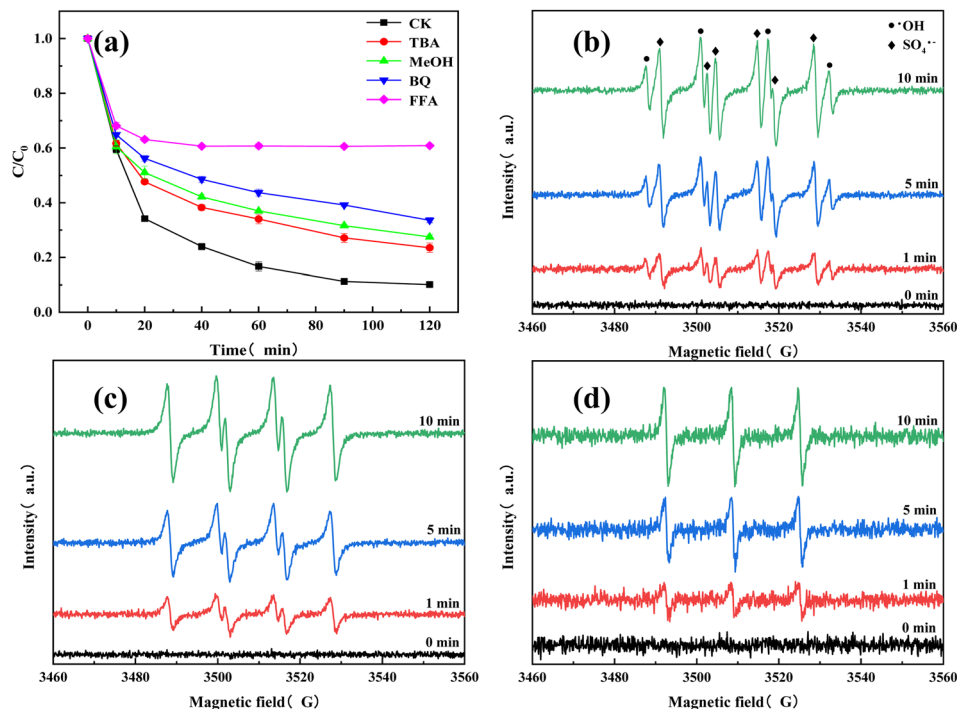 (a)
CK
TBA
MeOH
BQ
FFA
C/C0
1.0
0.8
0.6
0.4
0.2
0.0
0 20 40 60 80 100 120
Time( min)
(b)
•OH
SO4•-
10 min
5 min
1 min
0 min
Intensity( a.u.)
3460 3480 3500 3520 3540 3560
Magnetic field( G)
(c)
10 min
5 min
1 min
0 min
Intensity( a.u.)
3460 3480 3500 3520 3540 3560
Magnetic field( G)
(d)
10 min
5 min
1 min
0 min
Intensity( a.u.)
3460 3480 3500 3520 3540 3560
Magnetic field( G)